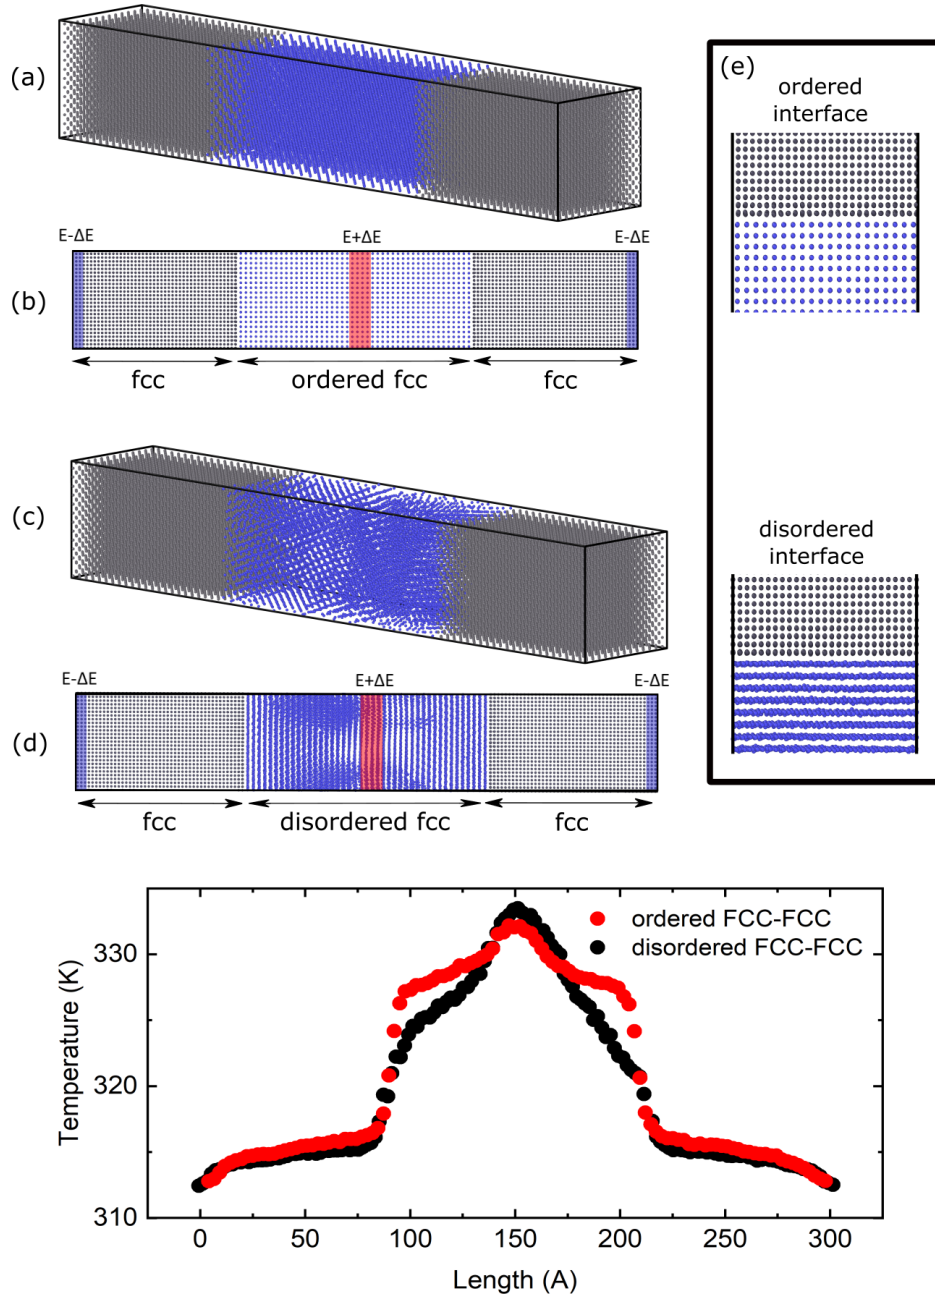 (a)
E-ΔE E+ΔE E-ΔE
(b)
fcc ordered fcc fcc
(c)
E-ΔE E+ΔE E-ΔE
(d)
fcc disordered fcc fcc
(e)
ordered
interface
disordered
interface
Temperature (K)
330
320
310
ordered FCC-FCC
disordered FCC-FCC
0 50 100 150 200 250 300
Length (A)